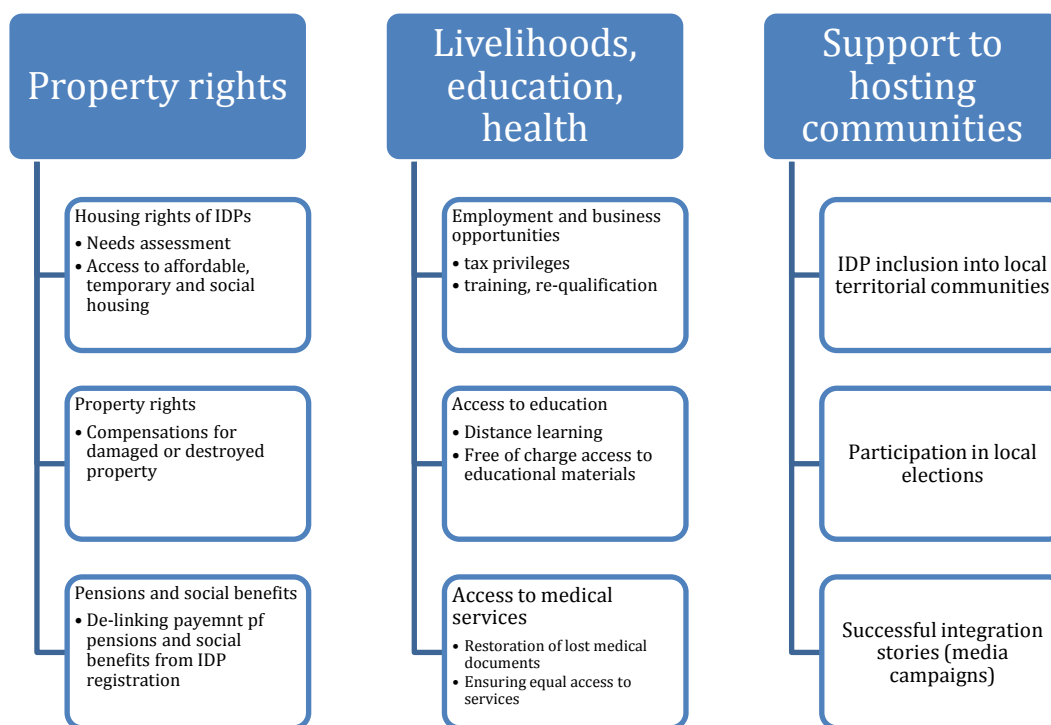 Property rights
Housing rights of IDPs
• Needs assessment
• Access to affordable,
temporary and social
housing
Property rights
• Compensations for
damaged or destroyed
property
Pensions and social benefits
• De-linking payemnt pf
pensions and social
benefits from IDP
registration
Livelihoods,
education,
health
Employment and business
opportunities
• tax privileges
• training, re-qualification
Access to education
• Distance learning
• Free of charge access to
educational materials
Access to medical
services
• Restoration of lost medical
documents
• Ensuring equal access to
services
Support to
hosting
communities
IDP inclusion into local
territorial communities
Participation in local
elections
Successful integration
stories (media
campaigns)